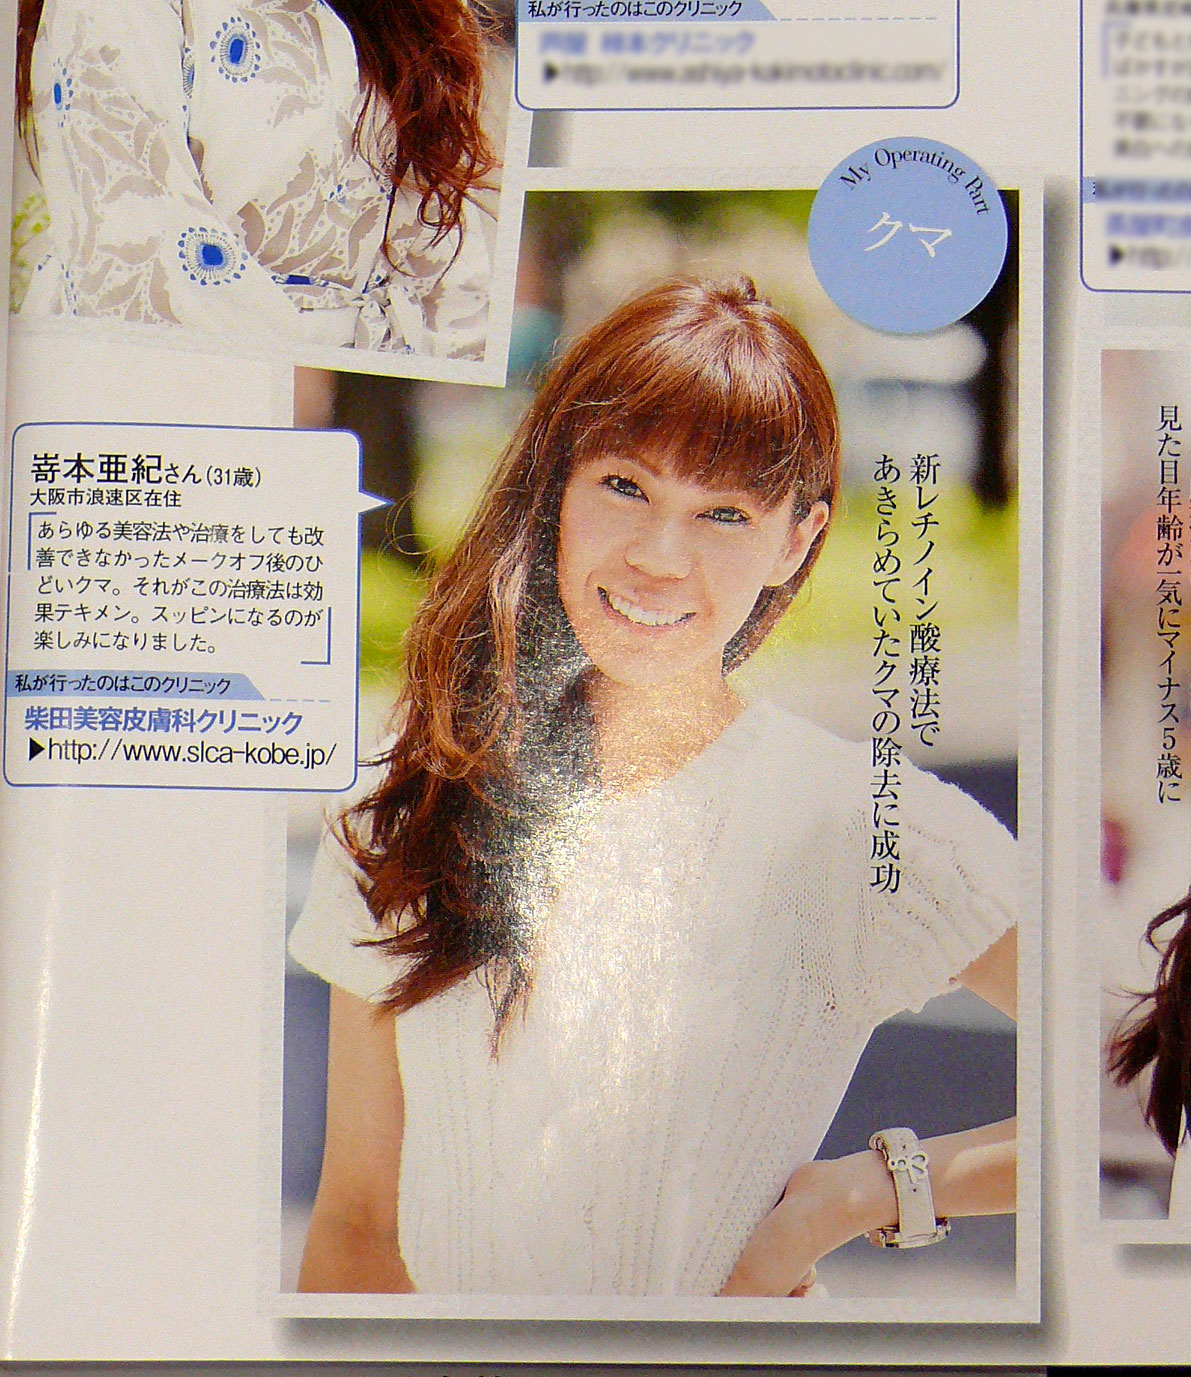 私が行ったのはこのクリニック
My Operating Part
クマ
新レチノイン酸療法で
あきらめていたクマの除去に成功
嵜本亜紀さん(31歳)
大阪市浪速区在住
あらゆる美容法や治療をしても改
善できなかったメークオフ後のひ
どいクマ。それがこの治療法は効
果テキメン。スッピンになるのが
楽しみになりました。
私が行ったのはこのクリニック
柴田美容皮膚科クリニック
▶http://www.slca-kobe.jp/
見た目年齢が一気にマイナス5歳に